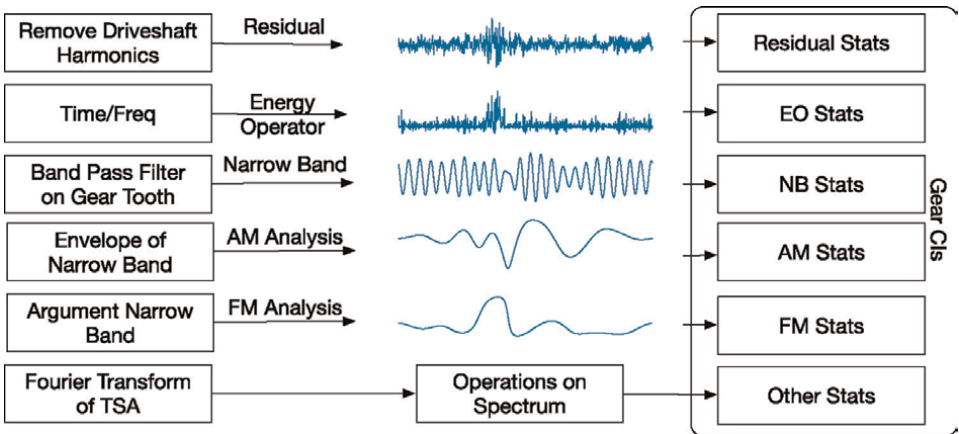 Remove Driveshaft
Harmonics
Residual
Residual Stats
Time/Freq
Energy
Operator
EO Stats
Band Pass Filter
on Gear Tooth
Narrow Band
NB Stats
Envelope of
Narrow Band
AM Analysis
AM Stats
Argument Narrow
Band
FM Analysis
FM Stats
Fourier Transform
of TSA
Operations on
Spectrum
Other Stats
Gear CIs